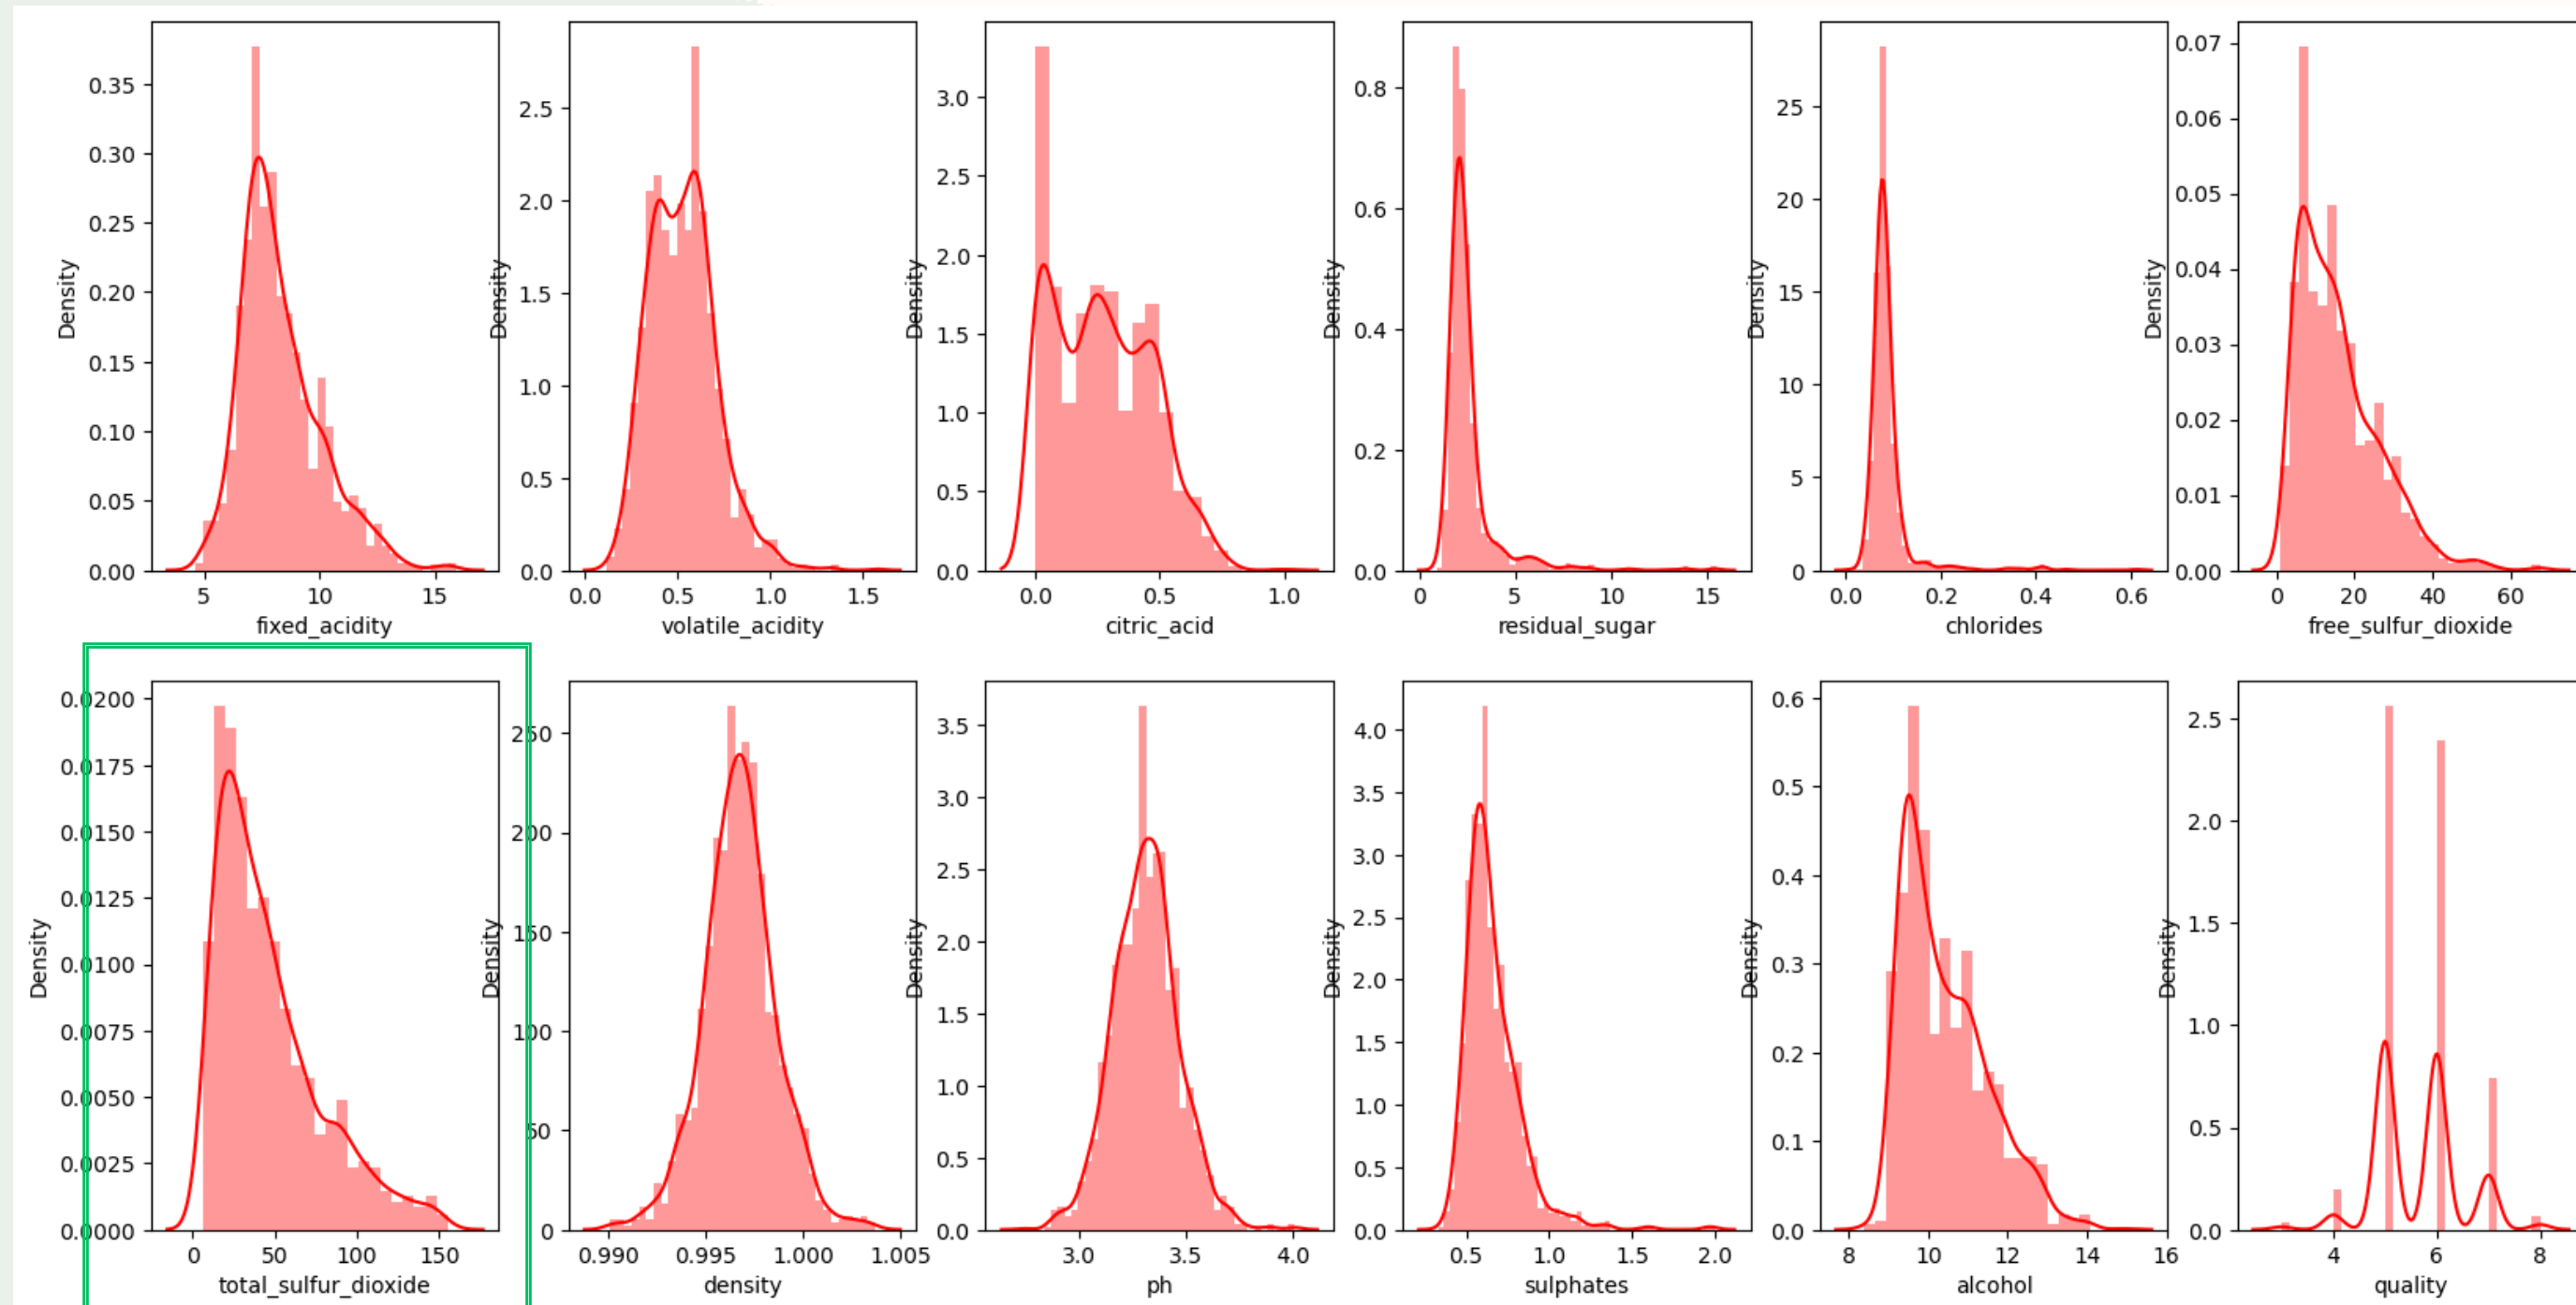 0.35
0.30
0.25
0.20
0.15
0.10
0.05
0.00
Density
5 10 15
fixed_acidity
2.5
2.0
1.5
1.0
0.5
0.0
Density
0.0 0.5 1.0 1.5
volatile_acidity
3.0
2.5
2.0
1.5
1.0
0.5
0.0
Density
0.0 0.5 1.0
citric_acid
0.8
0.6
0.4
0.2
0.0
Density
0 5 10 15
residual_sugar
25
20
15
10
5
0
Density
0.0 0.2 0.4 0.6
chlorides
0.07
0.06
0.05
0.04
0.03
0.02
0.01
0.00
Density
0 20 40 60
free_sulfur_dioxide
0.0200
0.0175
0.0150
0.0125
0.0100
0.0075
0.0050
0.0025
0.0000
Density
0 50 100 150
total_sulfur_dioxide
250
200
150
100
50
0
Density
0.990 0.995 1.000 1.005
density
3.5
3.0
2.5
2.0
1.5
1.0
0.5
0.0
Density
3.0 3.5 4.0
ph
4.0
3.5
3.0
2.5
2.0
1.5
1.0
0.5
0.0
Density
0.5 1.0 1.5 2.0
sulphates
0.6
0.5
0.4
0.3
0.2
0.1
0.0
Density
8 10 12 14 16
alcohol
2.5
2.0
1.5
1.0
0.5
0.0
Density
4 6 8
quality